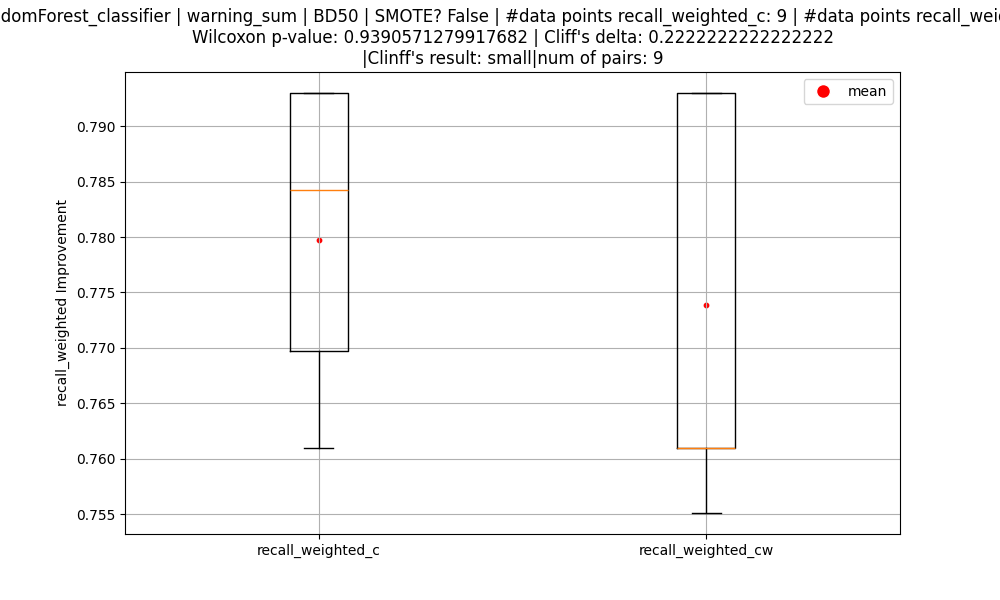 domForest_classifier | warning_sum | BD50 | SMOTE? False | #data points recall_weighted_c: 9 | #data points recall_wei
Wilcoxon p-value: 0.9390571279917682 | Cliff's delta: 0.2222222222222222
|Clinff's result: small|num of pairs: 9
mean
0.790
0.785
0.780
0.775
0.770
0.765
0.760
0.755
recall_weighted Improvement
recall_weighted_c
recall_weighted_cw